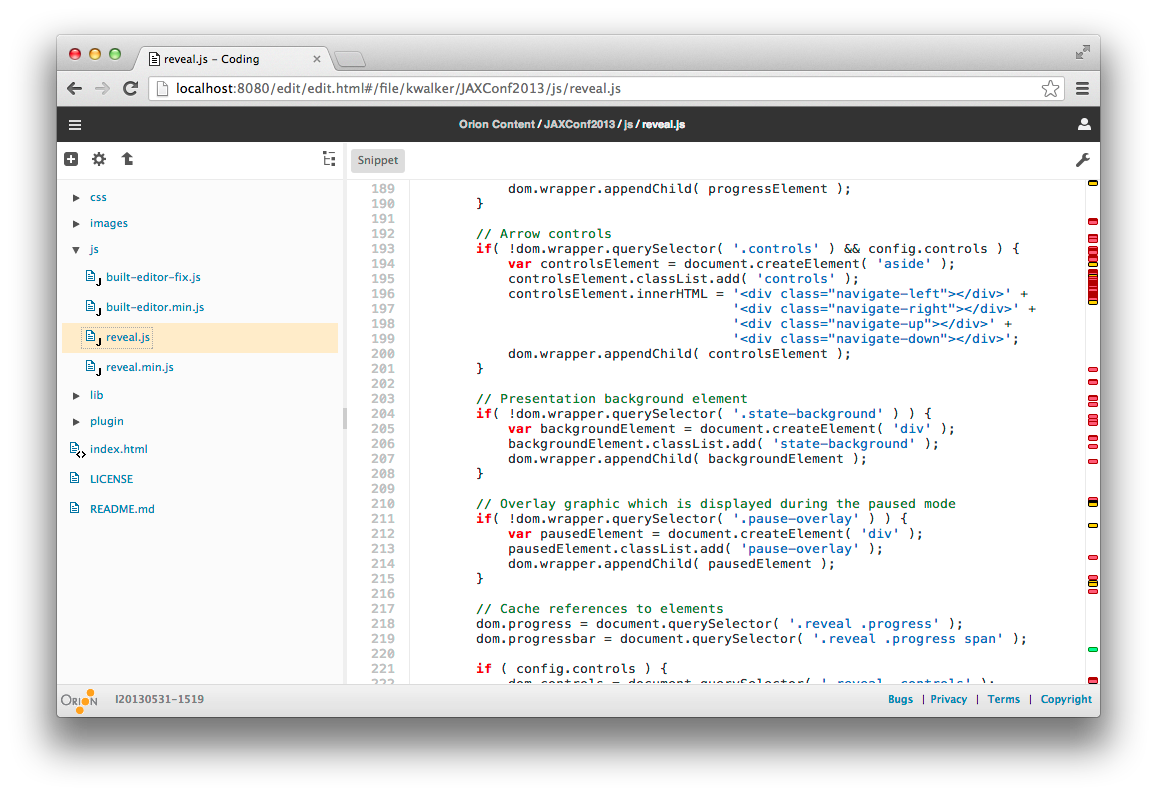 reveal.js – Coding
localhost:8080/edit/edit.html#/file/kwalker/JAXConf2013/js/reveal.js
Orion Content / JAXConf2013 / js / reveal.js
Snippet
css
images
js
built-editor-fix.js
built-editor.min.js
reveal.js
reveal.min.js
lib
plugin
index.html
LICENSE
README.md
189 dom.wrapper.appendChild( progressElement );
190 }
191
192 // Arrow controls
193 if( !dom.wrapper.querySelector( '.controls' ) && config.controls ) {
194 var controlsElement = document.createElement( 'aside' );
195 controlsElement.classList.add( 'controls' );
196 controlsElement.innerHTML = '<div class="navigate-left"></div>' +
197 '<div class="navigate-right"></div>' +
198 '<div class="navigate-up"></div>' +
199 '<div class="navigate-down"></div>';
200 dom.wrapper.appendChild( controlsElement );
201 }
202
203 // Presentation background element
204 if( !dom.wrapper.querySelector( '.state-background' ) ) {
205 var backgroundElement = document.createElement( 'div' );
206 backgroundElement.classList.add( 'state-background' );
207 dom.wrapper.appendChild( backgroundElement );
208 }
209
210 // Overlay graphic which is displayed during the paused mode
211 if( !dom.wrapper.querySelector( '.pause-overlay' ) ) {
212 var pausedElement = document.createElement( 'div' );
213 pausedElement.classList.add( 'pause-overlay' );
214 dom.wrapper.appendChild( pausedElement );
215 }
216
217 // Cache references to elements
218 dom.progress = document.querySelector( '.reveal .progress' );
219 dom.progressbar = document.querySelector( '.reveal .progress span' );
220
221 if ( config.controls ) {
222 dom.controls = document.querySelector( '.reveal .controls' );
ORION I20130531-1519
Bugs | Privacy | Terms | Copyright